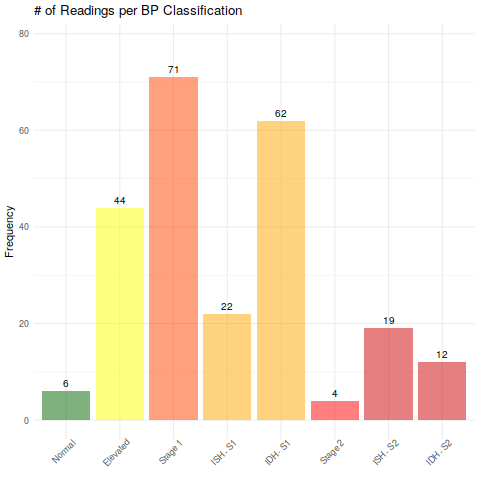 # of Readings per BP Classification
80
60
40
20
0
Frequency
6
44
71
22
62
4
19
12
Normal
Elevated
Stage 1
ISH - S1
IDH - S1
Stage 2
ISH - S2
IDH - S2